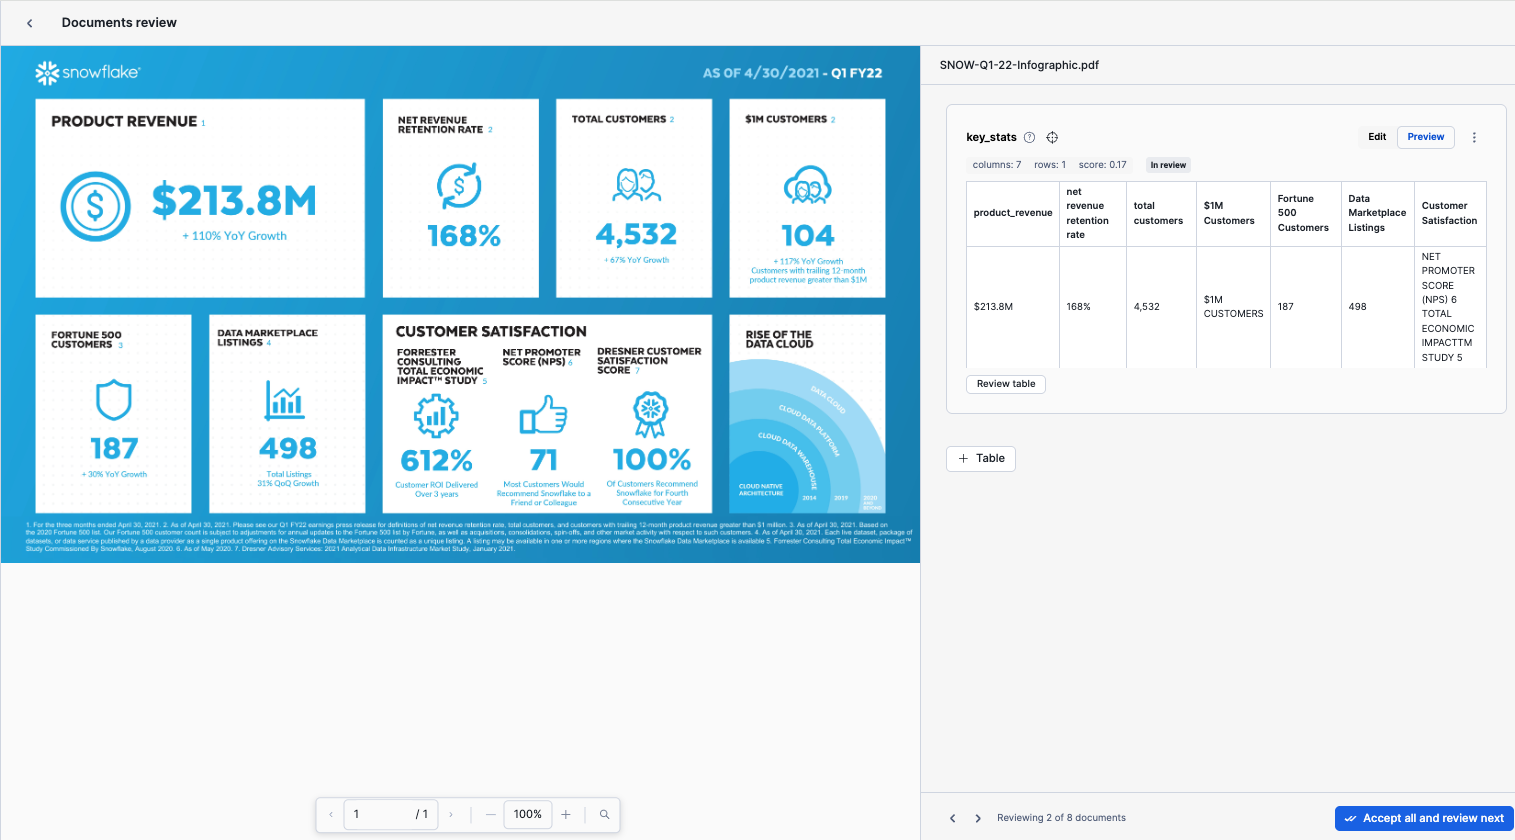 Documents review
snowflake®
AS OF 4/30/2021 - Q1 FY22
PRODUCT REVENUE 1
$213.8M
+ 110% YoY Growth
NET REVENUE
RETENTION RATE 2
168%
TOTAL CUSTOMERS 2
4,532
+ 67% YoY Growth
$1M CUSTOMERS 2
104
+ 117% YoY Growth
Customers with trailing 12-month
product revenue greater than $1M
FORTUNE 500
CUSTOMERS 3
187
+ 30% YoY Growth
DATA MARKETPLACE
LISTINGS 4
498
Total Listings
31% QoQ Growth
CUSTOMER SATISFACTION
FORRESTER
CONSULTING
TOTAL ECONOMIC
IMPACT™ STUDY 5
612%
Customer ROI Delivered
Over 3 years
NET PROMOTER
SCORE (NPS) 6
71
Most Customers Would
Recommend Snowflake to a
Friend or Colleague
DRESNER CUSTOMER
SATISFACTION
SCORE 7
100%
Of Customers Recommend
Snowflake for Fourth
Consecutive Year
RISE OF THE
DATA CLOUD
DATA CLOUD
CLOUD DATA PLATFORM
CLOUD DATA WAREHOUSE
CLOUD NATIVE
ARCHITECTURE
2014
2019
2020
AND
BEYOND
1. For the three months ended April 30, 2021. 2. As of April 30, 2021. Please see our Q1 FY22 earnings press release for definitions of net revenue retention rate, total customers, and customers with trailing 12-month product revenue greater than $1 million. 3. As of April 30, 2021. Based on
the 2020 Fortune 500 list. Our Fortune 500 customer count is subject to adjustments for annual updates to the Fortune 500 list by Fortune, as well as acquisitions, consolidations, spin-offs, and other market activity with respect to such customers. 4. As of April 30, 2021. Each live dataset, package of
datasets, or data service published by a data provider as a single product offering on the Snowflake Data Marketplace is counted as a unique listing. A listing may be available in one or more regions where the Snowflake Data Marketplace is available 5. Forrester Consulting Total Economic Impact™
Study Commissioned By Snowflake, August 2020. 6. As of May 2020. 7. Dresner Advisory Services: 2021 Analytical Data Infrastructure Market Study. January 2021.
1 / 1
100%
SNOW-Q1-22-Infographic.pdf
key_stats
Edit
Preview
columns: 7 rows: 1 score: 0.17 In review
product_revenue
net
revenue
retention
rate
total
customers
$1M
Customers
Fortune
500
Customers
Data
Marketplace
Listings
Customer
Satisfaction
$213.8M
168%
4,532
$1M
CUSTOMERS
187
498
NET
PROMOTER
SCORE
(NPS) 6
TOTAL
ECONOMIC
IMPACTTM
STUDY 5
Review table
+ Table
Reviewing 2 of 8 documents
Accept all and review next